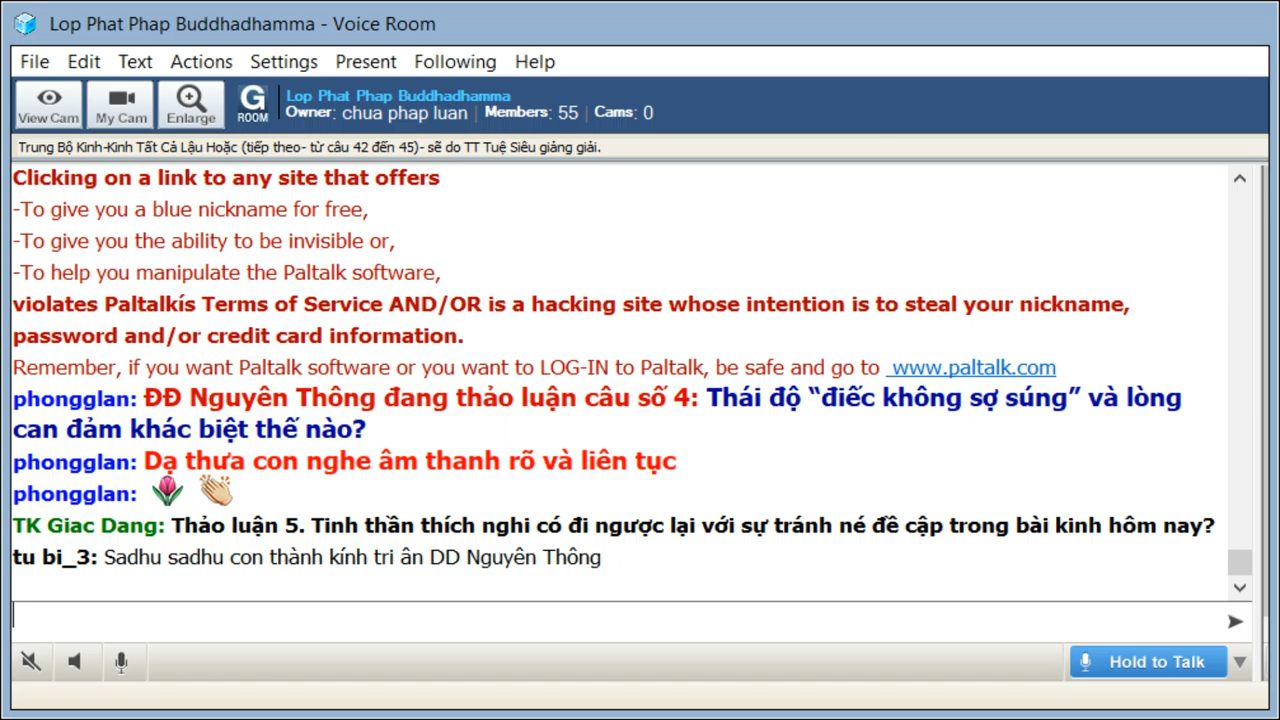 Lop Phat Phap Buddhadhamma - Voice Room
File Edit Text Actions Settings Present Following Help
View Cam My Cam Enlarge G ROOM Lop Phat Phap Buddhadhamma
Owner: chua phap luan | Members: 55 | Cams: 0
Trung Bộ Kinh-Kinh Tất Cả Lậu Hoặc (tiếp theo- từ câu 42 đến 45)- sẽ do TT Tuệ Siêu giảng giải.
Clicking on a link to any site that offers
-To give you a blue nickname for free,
-To give you the ability to be invisible or,
-To help you manipulate the Paltalk software,
violates Paltalkís Terms of Service AND/OR is a hacking site whose intention is to steal your nickname,
password and/or credit card information.
Remember, if you want Paltalk software or you want to LOG-IN to Paltalk, be safe and go to www.paltalk.com
phongglan: ĐĐ Nguyên Thông đang thảo luận câu số 4: Thái độ “điếc không sợ súng” và lòng
can đảm khác biệt thế nào?
phongglan: Dạ thưa con nghe âm thanh rõ và liên tục
phongglan:
TK Giac Dang: Thảo luận 5. Tinh thần thích nghi có đi ngược lại với sự tránh né đề cập trong bài kinh hôm nay?
tu bi_3: Sadhu sadhu con thành kính tri ân DD Nguyên Thông
Hold to Talk